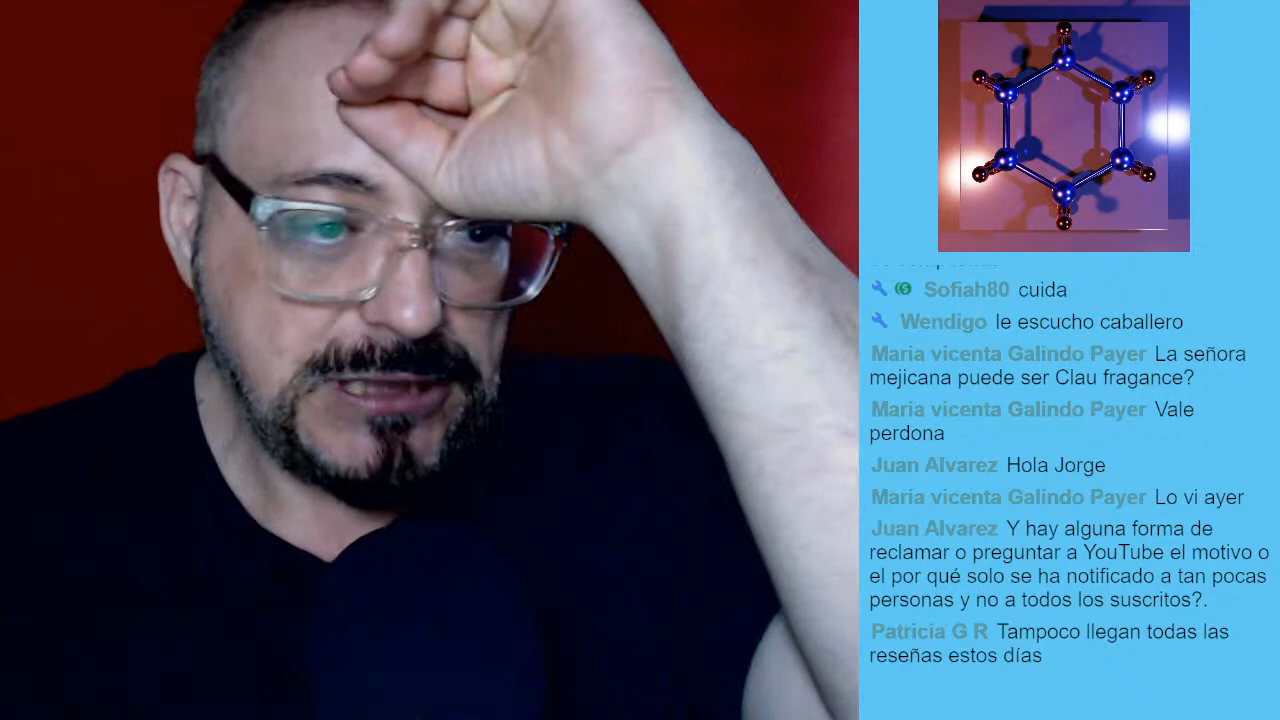 Sofiah80 cuida
Wendigo le escucho caballero
Maria vicenta Galindo Payer La señora
mejicana puede ser Clau fragance?
Maria vicenta Galindo Payer Vale
perdona
Juan Alvarez Hola Jorge
Maria vicenta Galindo Payer Lo vi ayer
Juan Alvarez Y hay alguna forma de
reclamar o preguntar a YouTube el motivo o
el por qué solo se ha notificado a tan pocas
personas y no a todos los suscritos?.
Patricia G R Tampoco llegan todas las
reseñas estos días